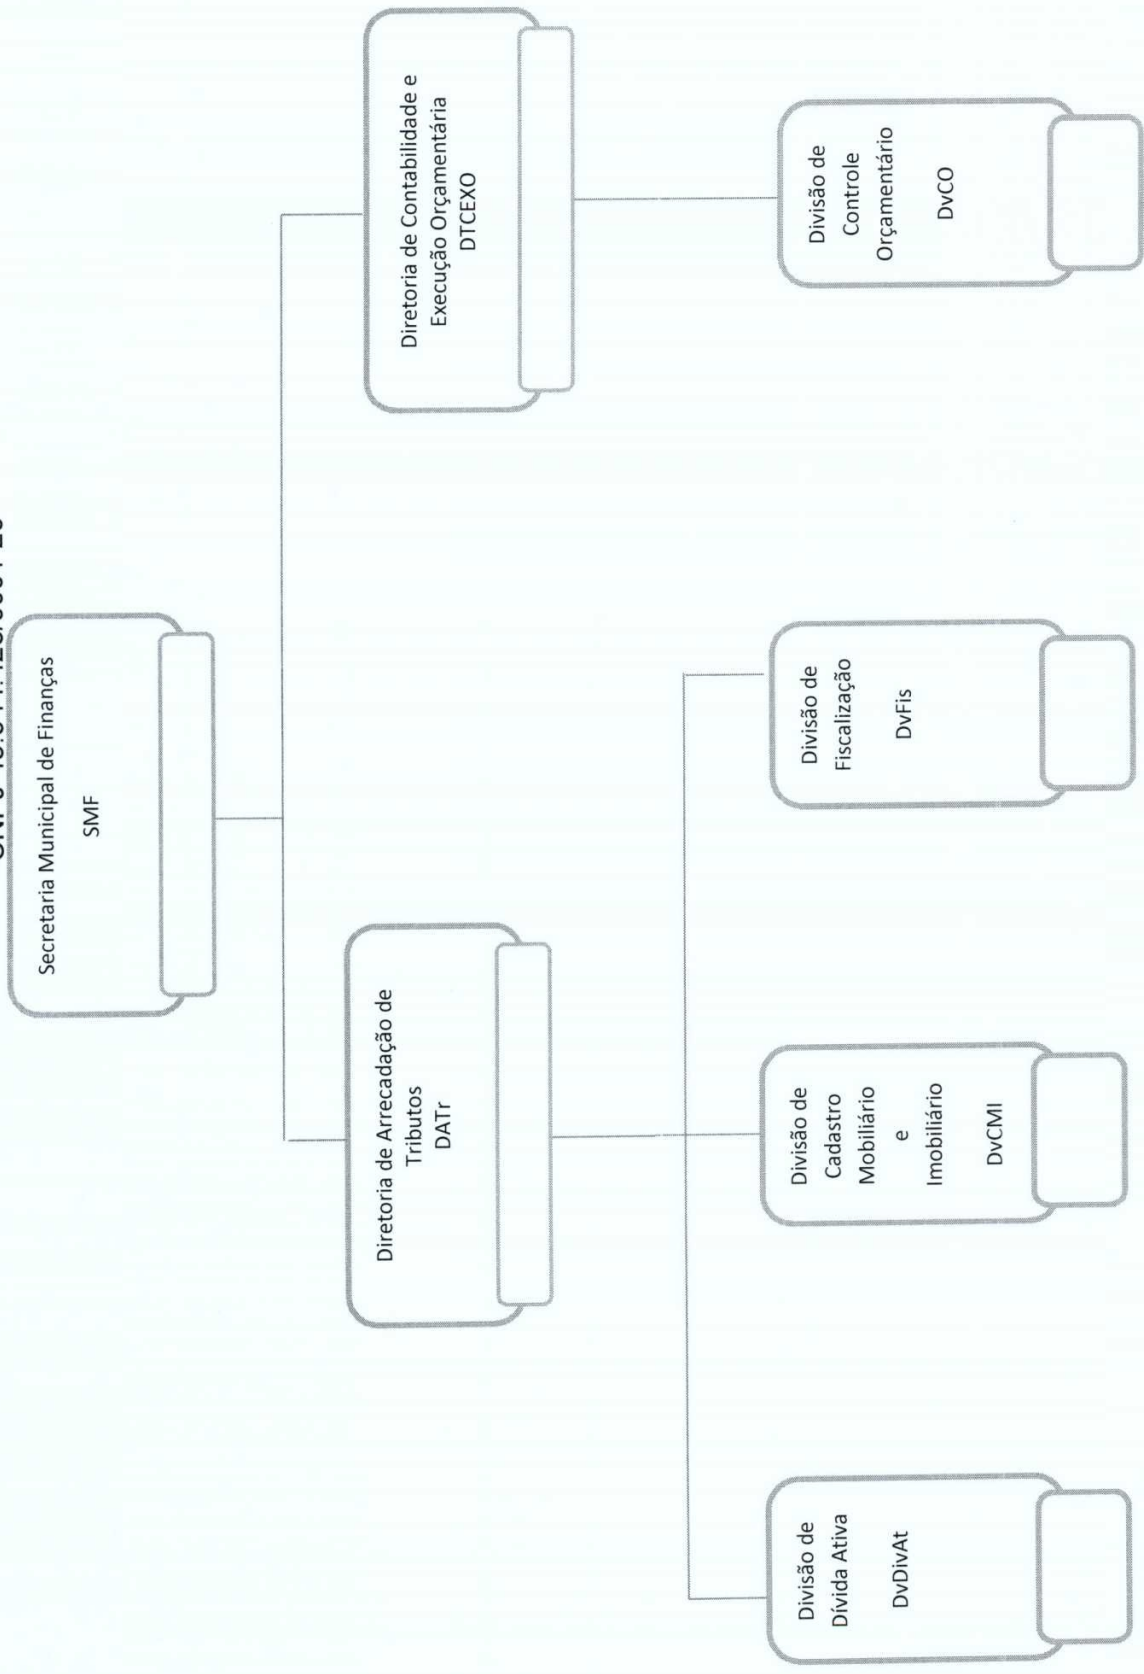 Secretaria Municipal de Finanças
SMF
Diretoria de Arrecadação de
Tributos
DATr
Diretoria de Contabilidade e
Execução Orçamentária
DTCEXO
Divisão de
Dívida Ativa
DvDivAt
Divisão de
Cadastro
Mobiliário
e
Imobiliário
DvCMI
Divisão de
Fiscalização
DvFis
Divisão de
Controle
Orçamentário
DvCO